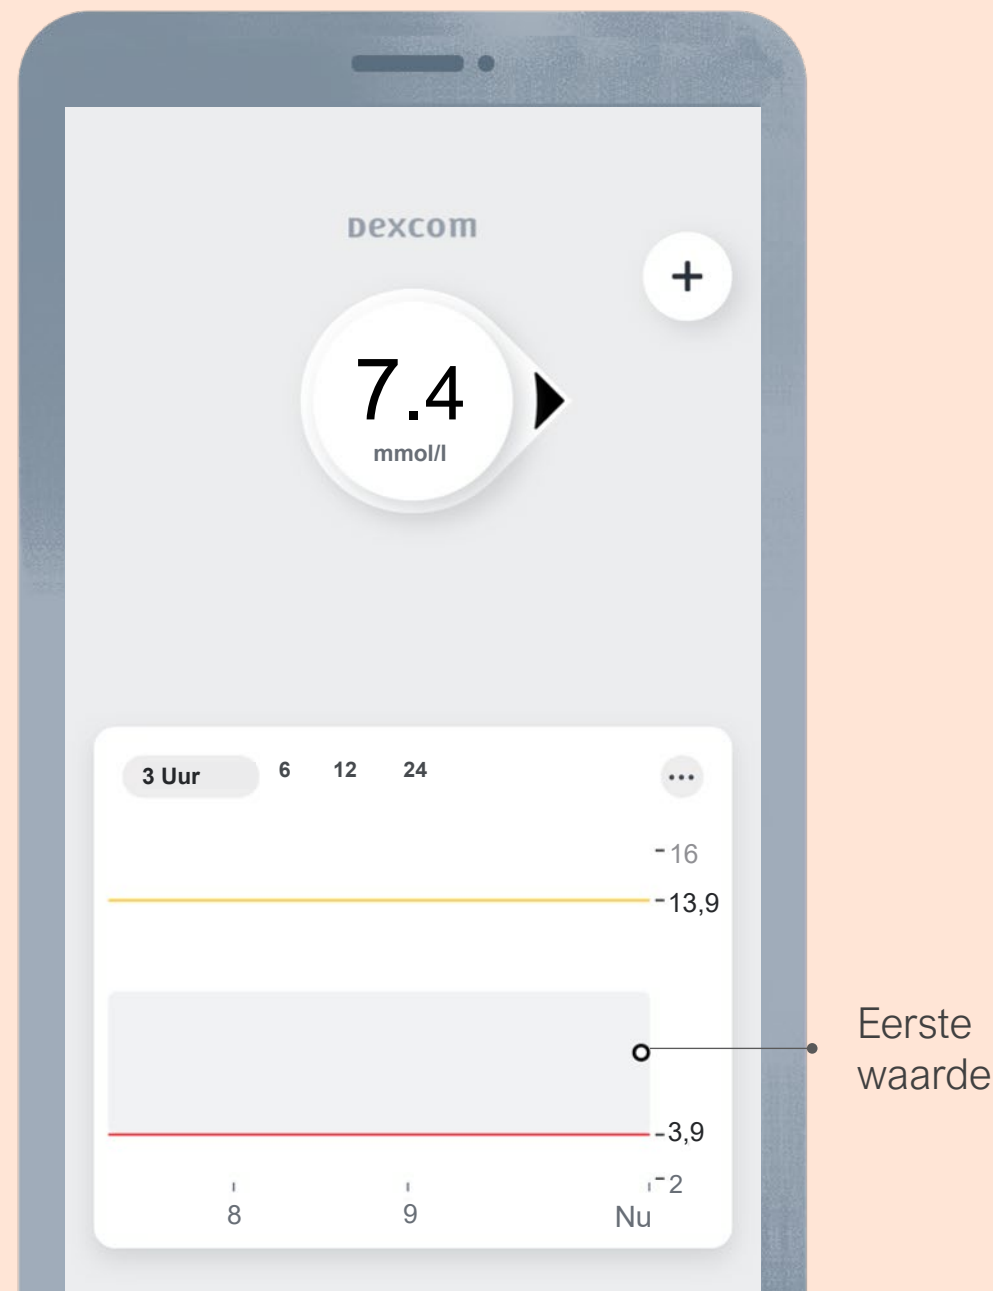 Dexcom
+
7.4
mmol/l
3 Uur 6 12 24
16
13,9
Eerste
waarde
3,9
2
8 9 Nu